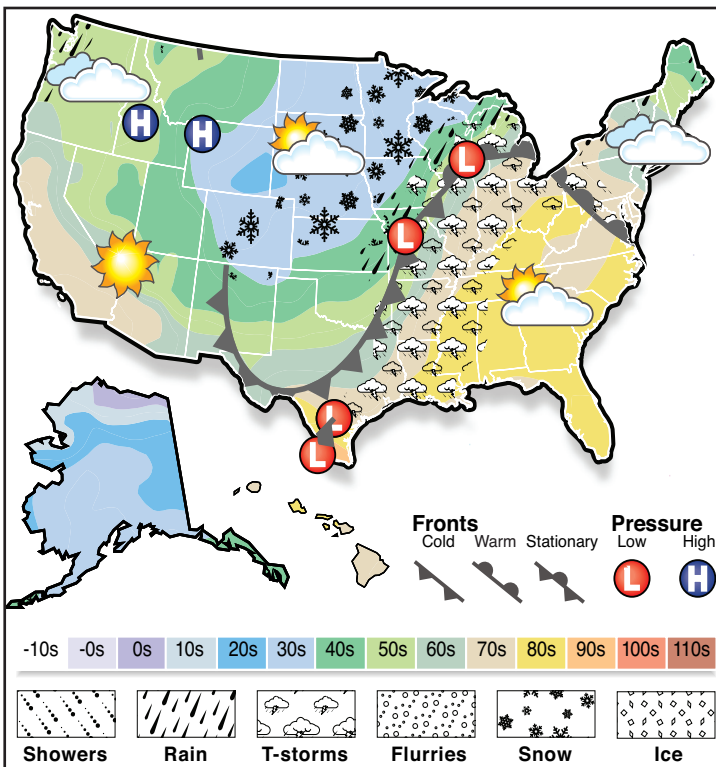 H
H
L
L
L
L
Fronts
Cold Warm Stationary
Pressure
Low High
L H
-10s -0s 0s 10s 20s 30s 40s 50s 60s 70s 80s 90s 100s 110s
Showers Rain T-storms Flurries Snow Ice